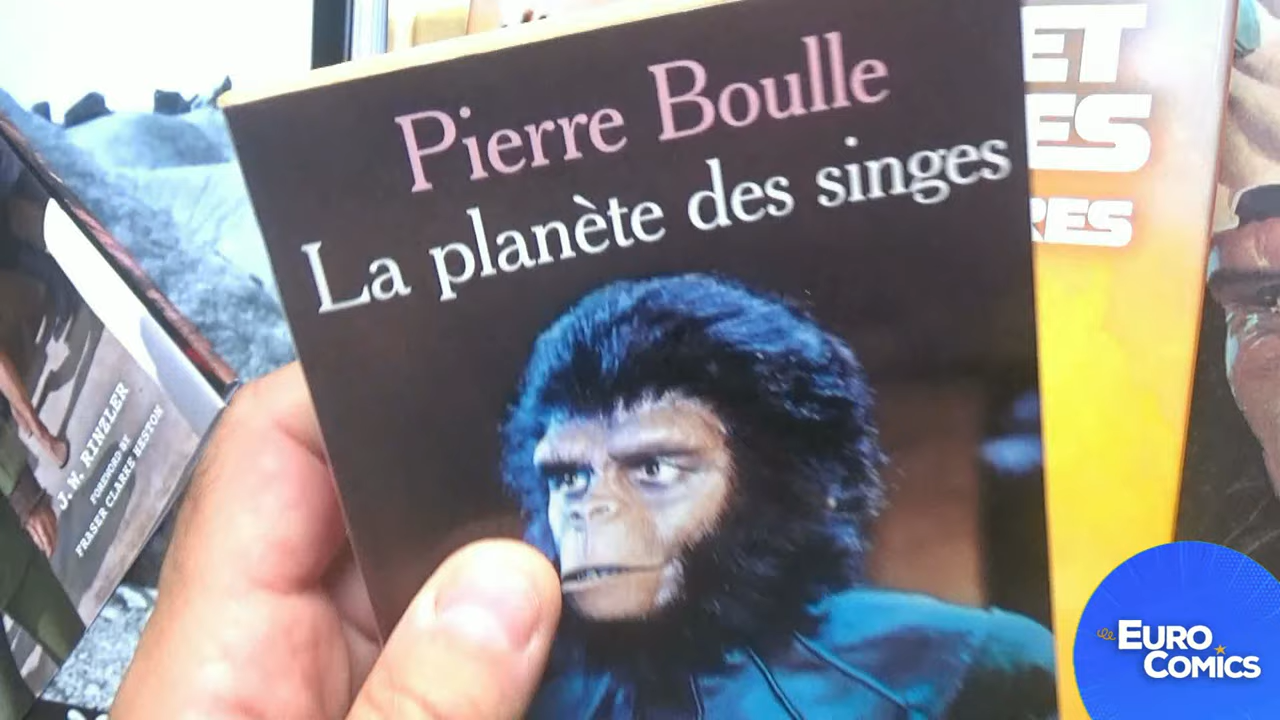 Pierre Boulle
La planète des singes
ET
ES
RES
J. W. RINZLER
FOREWORD BY
FRASER CLARKE HESTON
EURO
COMICS